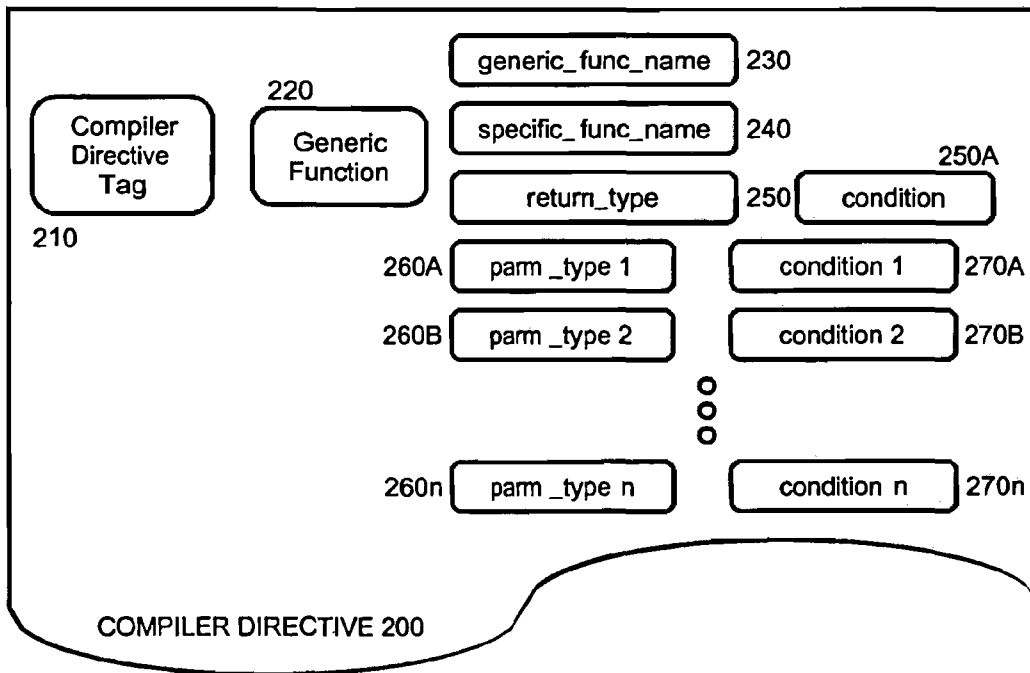 generic_func_name 230
220
Compiler
Directive
Tag
Generic
Function
specific_func_name 240
250A
return_type 250 condition
210
260A parm _type 1 condition 1 270A
260B parm _type 2 condition 2 270B
260n parm _type n condition n 270n
COMPILER DIRECTIVE 200